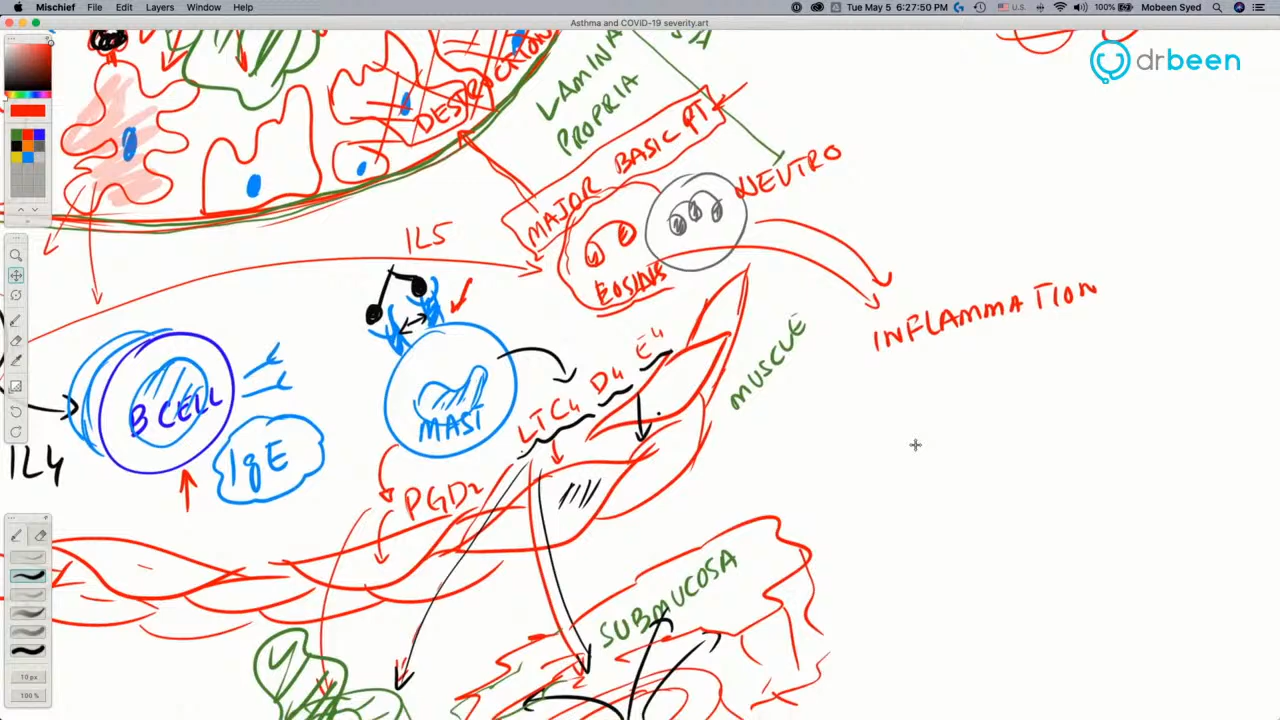 Mischief File Edit Layers Window Help
U.S. 100% Tue May 5 6:27:50 PM Mobeen Syed
Asthma and COVID-19 severity.art
drbeen
LAMINA
PROPRIA
DESTRUCTION
MAJOR BASIC PT
NEUTRO
EOSINS
IL5
INFLAMMATION
MUSCLE
B CELL
IgE
IL4
MAST
LTC4 D4 E4
PGD2
SUBMUCOSA
10 px
100 %